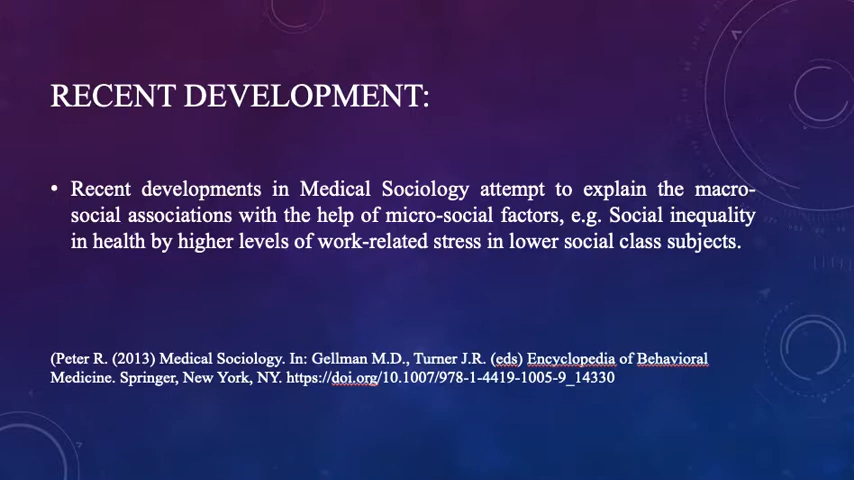 RECENT DEVELOPMENT:
• Recent developments in Medical Sociology attempt to explain the macro-
social associations with the help of micro-social factors, e.g. Social inequality
in health by higher levels of work-related stress in lower social class subjects.
(Peter R. (2013) Medical Sociology. In: Gellman M.D., Turner J.R. (eds) Encyclopedia of Behavioral
Medicine. Springer, New York, NY. https://doi.org/10.1007/978-1-4419-1005-9_14330